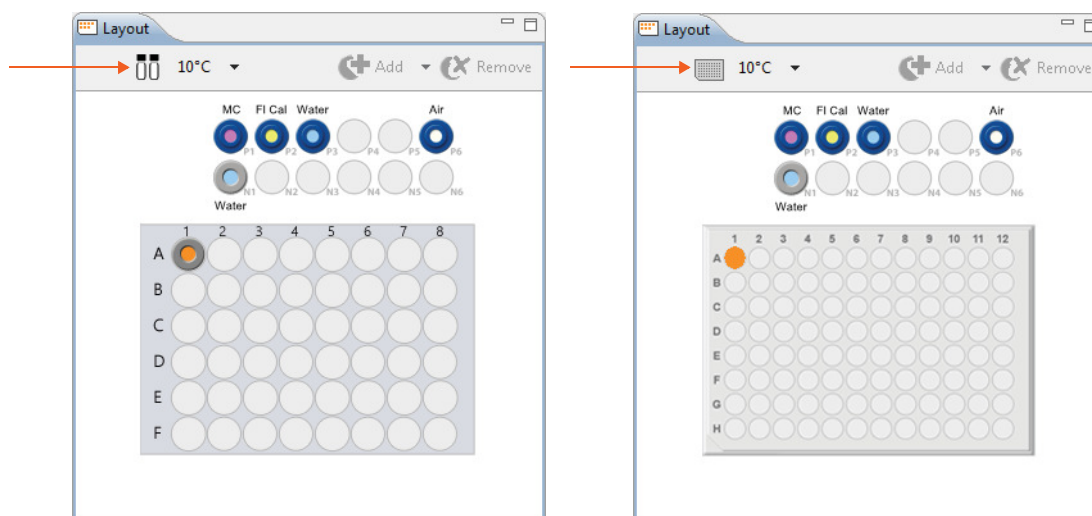 Layout
10°C Add Remove
MC FI Cal Water Air
P1 P2 P3 P4 P5 P6
N1 N2 N3 N4 N5 N6
Water
1 2 3 4 5 6 7 8
A
B
C
D
E
F
Layout
10°C Add Remove
MC FI Cal Water Air
P1 P2 P3 P4 P5 P6
N1 N2 N3 N4 N5 N6
Water
1 2 3 4 5 6 7 8 9 10 11 12
A
B
C
D
E
F
G
H